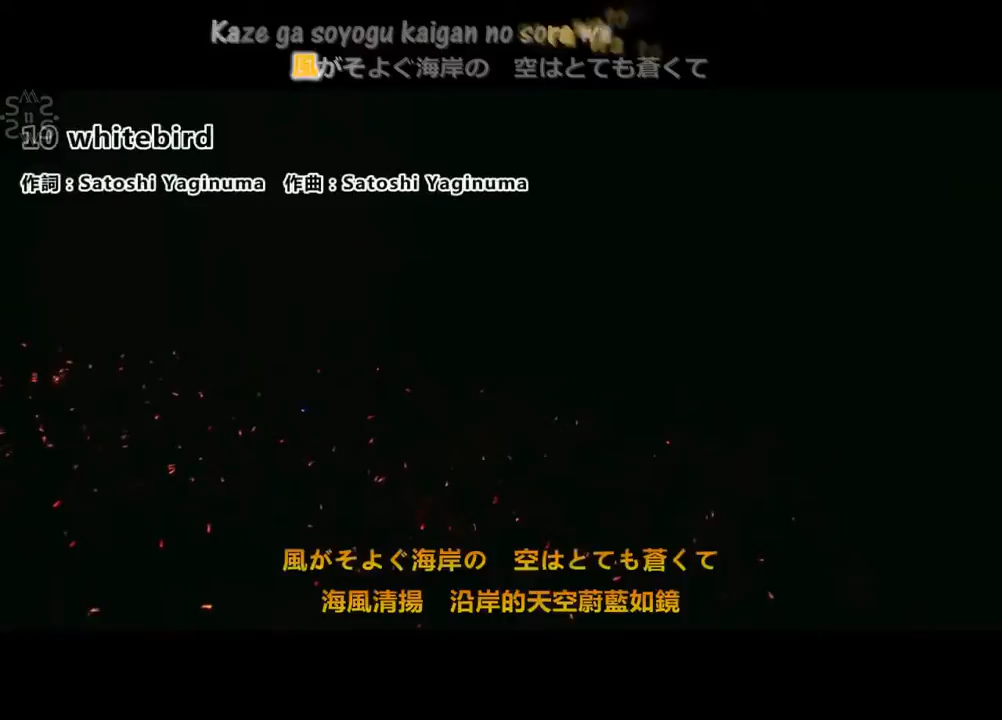 Kaze ga soyogu kaigan no sora wa
風がそよぐ海岸の　空はとても蒼くて
10 whitebird
作詞：Satoshi Yaginuma　作曲：Satoshi Yaginuma
風がそよぐ海岸の　空はとても蒼くて
海風清揚　沿岸的天空蔚藍如鏡